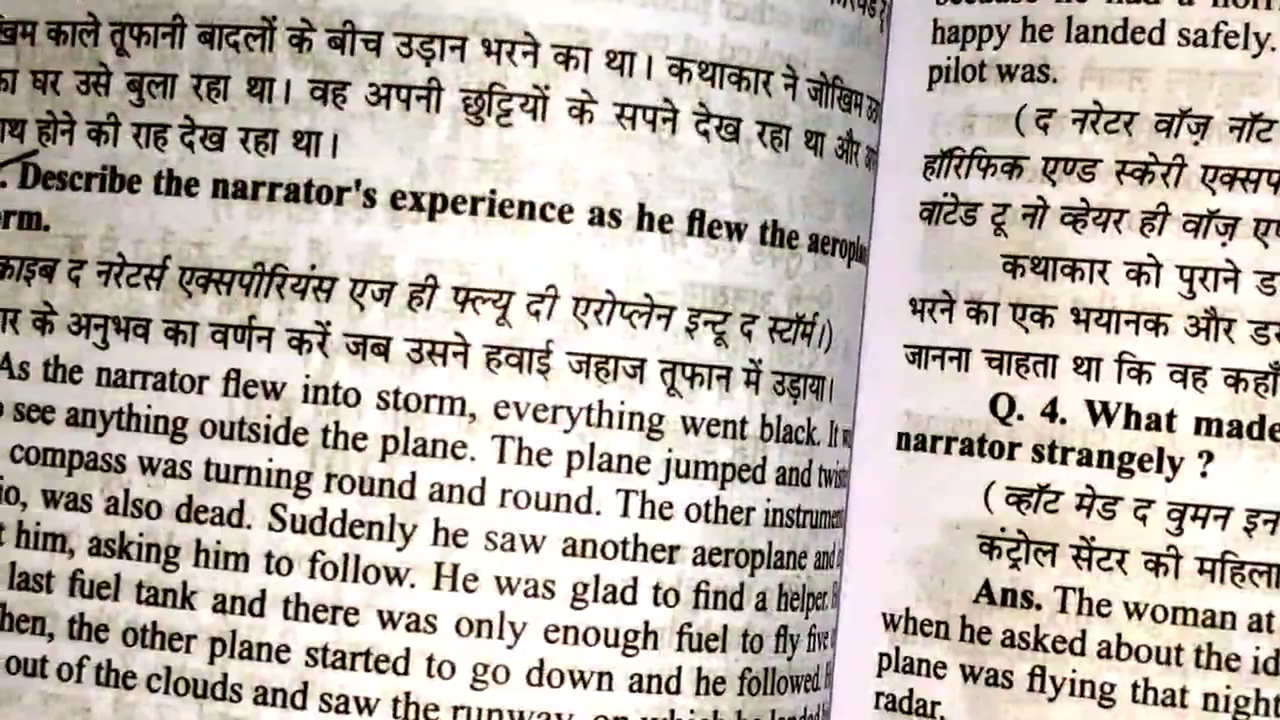 काले तूफानी बादलों के बीच उड़ान भरने का था। कथाकार ने जोखिम
घर उसे बुला रहा था। वह अपनी छुट्टियों के सपने देख रहा था और
होने की राह देख रहा था।
Describe the narrator's experience as he flew the
द नरेटर्स एक्सपीरियंस एज ही फ्ल्यू दी एरोप्लेन इन्टू द स्टॉर्म।)
के अनुभव का वर्णन करें जब उसने हवाई जहाज तूफान में उड़ाया।
As the narrator flew into storm, everything went black. It
see anything outside the plane. The plane jumped and
compass was turning round and round. The other
was also dead. Suddenly he saw another aeroplane and
him, asking him to follow. He was glad to find a helper.
last fuel tank and there was only enough fuel to fly five
the other plane started to go down and he followed
out of the clouds and saw the runway, on which he
happy he landed safely.
pilot was.
(द नरेटर वॉज़ नॉट
हॉरिफिक एण्ड स्केरी
वांटेड टू नो व्हेयर ही वॉज़
कथाकार को पुराने
भरने का एक भयानक और
जानना चाहता था कि वह कहाँ
Q. 4. What made
narrator strangely ?
(व्हॉट मेड द वुमन इन
कंट्रोल सेंटर की महिला
Ans. The woman at
when he asked about the
plane was flying that night
radar.